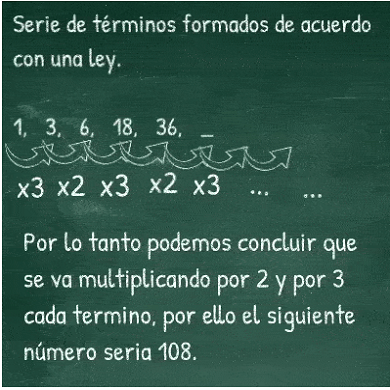 Serie de términos formados de acuerdo
con una ley.
1, 3, 6, 18, 36, _
x3 x2 x3 x2 x3 ... ...
Por lo tanto podemos concluir que
se va multiplicando por 2 y por 3
cada termino, por ello el siguiente
número seria 108.